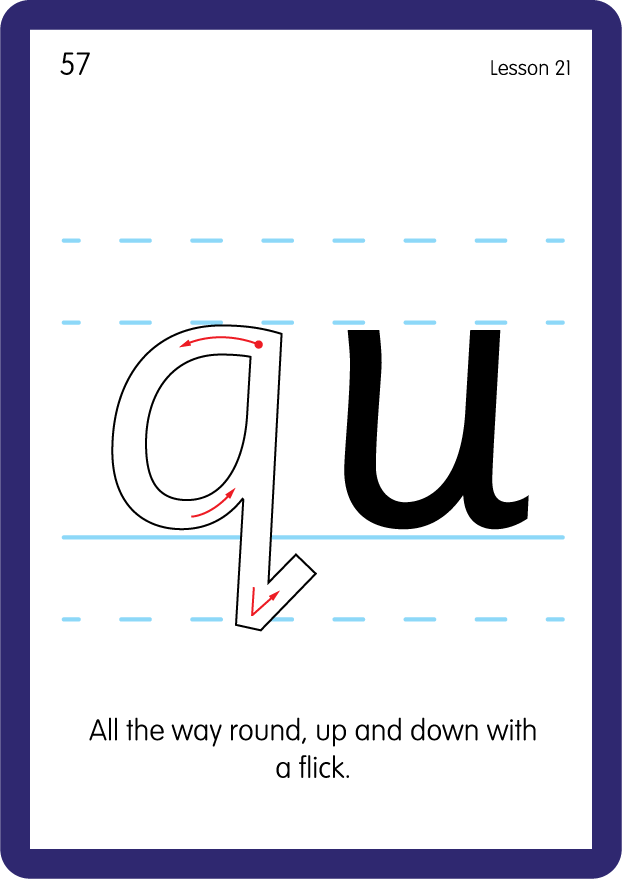 57
Lesson 21
qu
All the way round, up and down with
a flick.